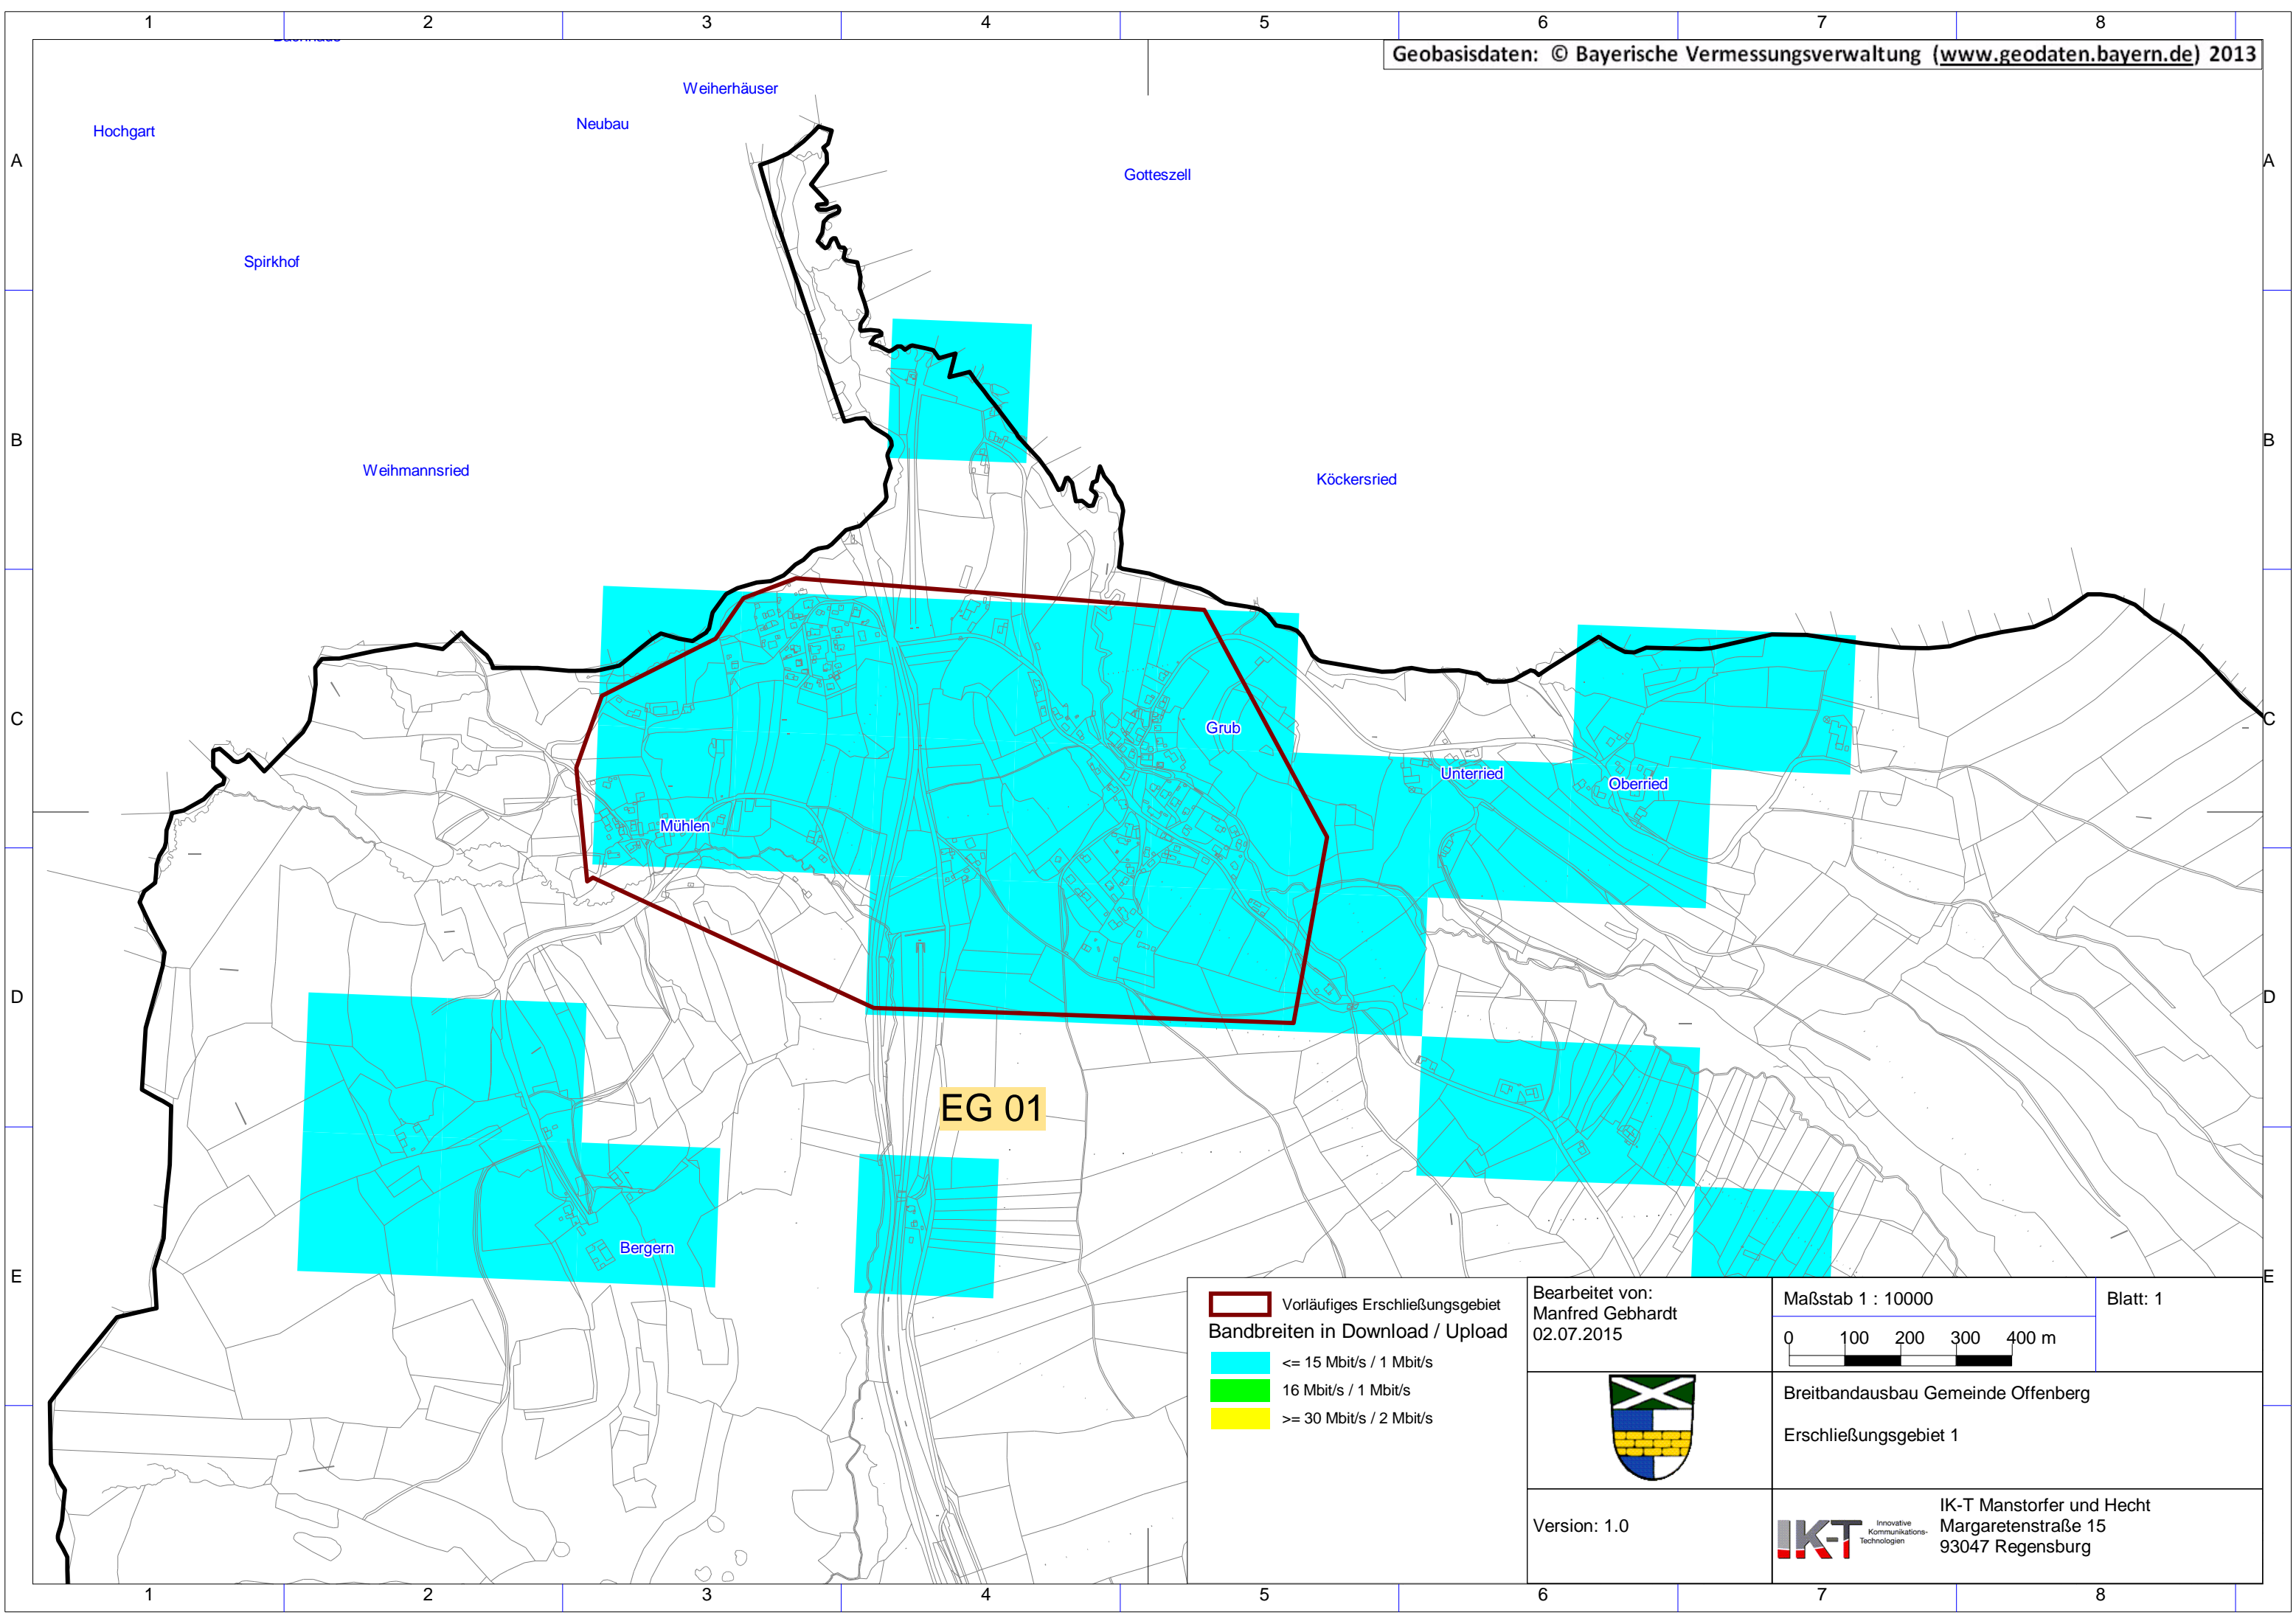 1 2 3 4 5 6 7 8
Geobasisdaten: © Bayerische Vermessungsverwaltung (www.geodaten.bayern.de) 2013
Weiherhäuser
Neubau
Hochgart
A A
Gotteszell
Spirkhof
B B
Weihmannsried
Köckersried
C C
Grub
Unterried
Oberried
Mühlen
D D
EG 01
Bergern
E E
Vorläufiges Erschließungsgebiet
Bandbreiten in Download / Upload
<= 15 Mbit/s / 1 Mbit/s
16 Mbit/s / 1 Mbit/s
>= 30 Mbit/s / 2 Mbit/s
Bearbeitet von:
Manfred Gebhardt
02.07.2015
Maßstab 1 : 10000
0 100 200 300 400 m
Blatt: 1
Breitbandausbau Gemeinde Offenberg
Erschließungsgebiet 1
Version: 1.0
IK-T
Innovative
Kommunikations-
Technologien
IK-T Manstorfer und Hecht
Margaretenstraße 15
93047 Regensburg
1 2 3 4 5 6 7 8